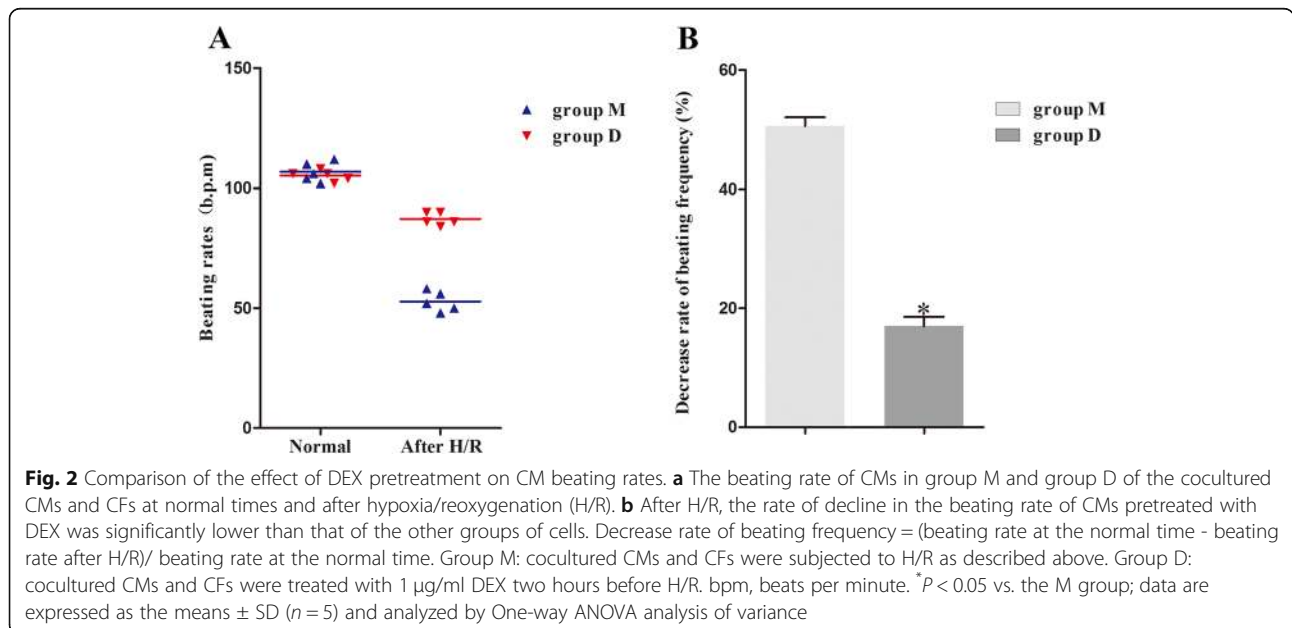 A
B
150
100
50
0
Beating rates (b.p.m)
Normal
After H/R
group M
group D
60
40
20
0
Decrease rate of beating frequency (%)
*
group M
group D
Fig. 2 Comparison of the effect of DEX pretreatment on CM beating rates. a The beating rate of CMs in group M and group D of the cocultured
CMs and CFs at normal times and after hypoxia/reoxygenation (H/R). b After H/R, the rate of decline in the beating rate of CMs pretreated with
DEX was significantly lower than that of the other groups of cells. Decrease rate of beating frequency = (beating rate at the normal time - beating
rate after H/R)/ beating rate at the normal time. Group M: cocultured CMs and CFs were subjected to H/R as described above. Group D:
cocultured CMs and CFs were treated with 1 μg/ml DEX two hours before H/R. bpm, beats per minute. *P < 0.05 vs. the M group; data are
expressed as the means ± SD (n = 5) and analyzed by One-way ANOVA analysis of variance